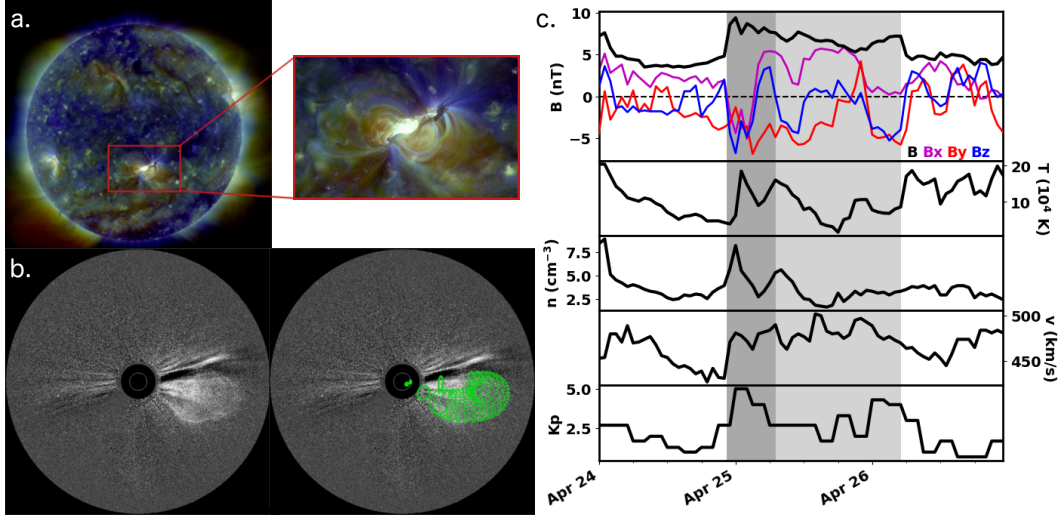 a.
b.
c.
B (nT)
10
5
0
−5
B Bx By Bz
T (10⁴ K)
20
10
n (cm⁻³)
7.5
5.0
2.5
v (km/s)
500
450
Kp
5.0
2.5
Apr 24
Apr 25
Apr 26